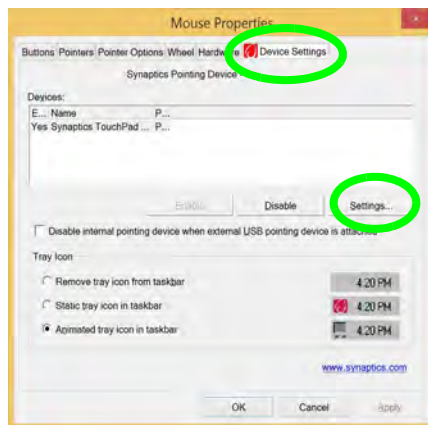 Mouse Properties
Buttons Pointers Pointer Options Wheel Hardware Device Settings
Synaptics Pointing Device
Devices:
E... Name P...
Yes Synaptics TouchPad ... P...
Enable Disable Settings...
Disable internal pointing device when external USB pointing device is attached
Tray Icon
Remove tray icon from taskbar 4:20 PM
Static tray icon in taskbar 4:20 PM
Animated tray icon in taskbar 4:20 PM
www.synaptics.com
OK Cancel Apply